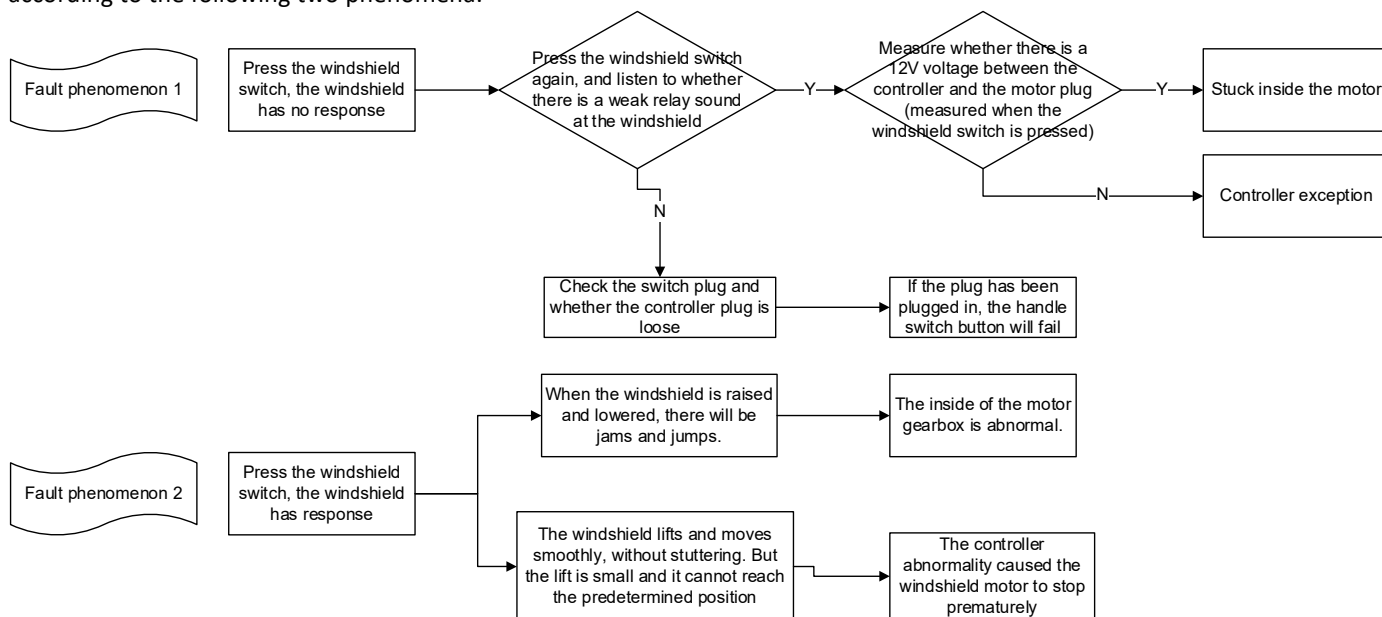 according to the following two phenomena.
Fault phenomenon 1
Press the windshield
switch, the windshield
has no response
Press the windshield switch
again, and listen to whether
there is a weak relay sound
at the windshield
Y
Measure whether there is a
12V voltage between the
controller and the motor plug
(measured when the
windshield switch is pressed)
Y
Stuck inside the motor
N
Controller exception
N
Check the switch plug and
whether the controller plug is
loose
If the plug has been
plugged in, the handle
switch button will fail
Fault phenomenon 2
Press the windshield
switch, the windshield
has response
When the windshield is raised
and lowered, there will be
jams and jumps.
The inside of the motor
gearbox is abnormal.
The windshield lifts and moves
smoothly, without stuttering. But
the lift is small and it cannot reach
the predetermined position
The controller
abnormality caused the
windshield motor to stop
prematurely